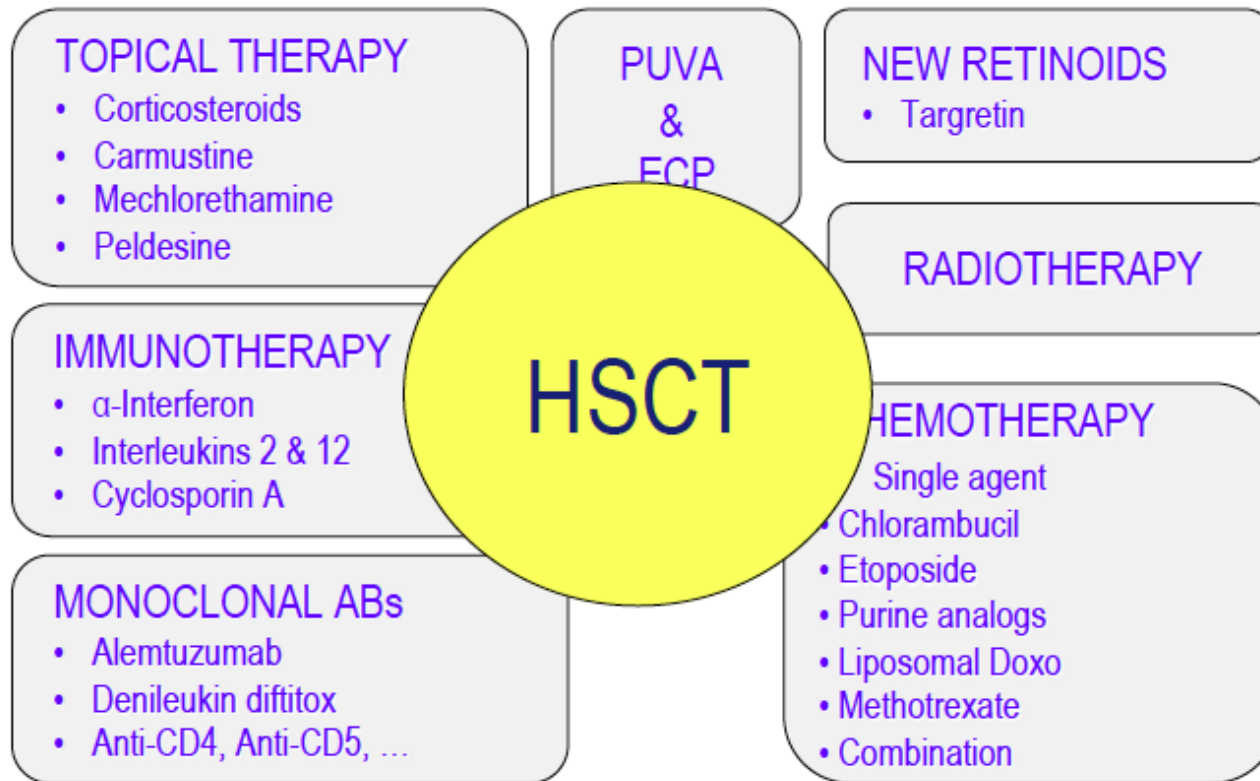 TOPICAL THERAPY
• Corticosteroids
• Carmustine
• Mechlorethamine
• Peldesine
PUVA
&
ECP
NEW RETINOIDS
• Targretin
RADIOTHERAPY
IMMUNOTHERAPY
• α-Interferon
• Interleukins 2 & 12
• Cyclosporin A
HSCT
HEMOTHERAPY
Single agent
• Chlorambucil
• Etoposide
• Purine analogs
• Liposomal Doxo
• Methotrexate
• Combination
MONOCLONAL ABs
• Alemtuzumab
• Denileukin diftitox
• Anti-CD4, Anti-CD5, ...